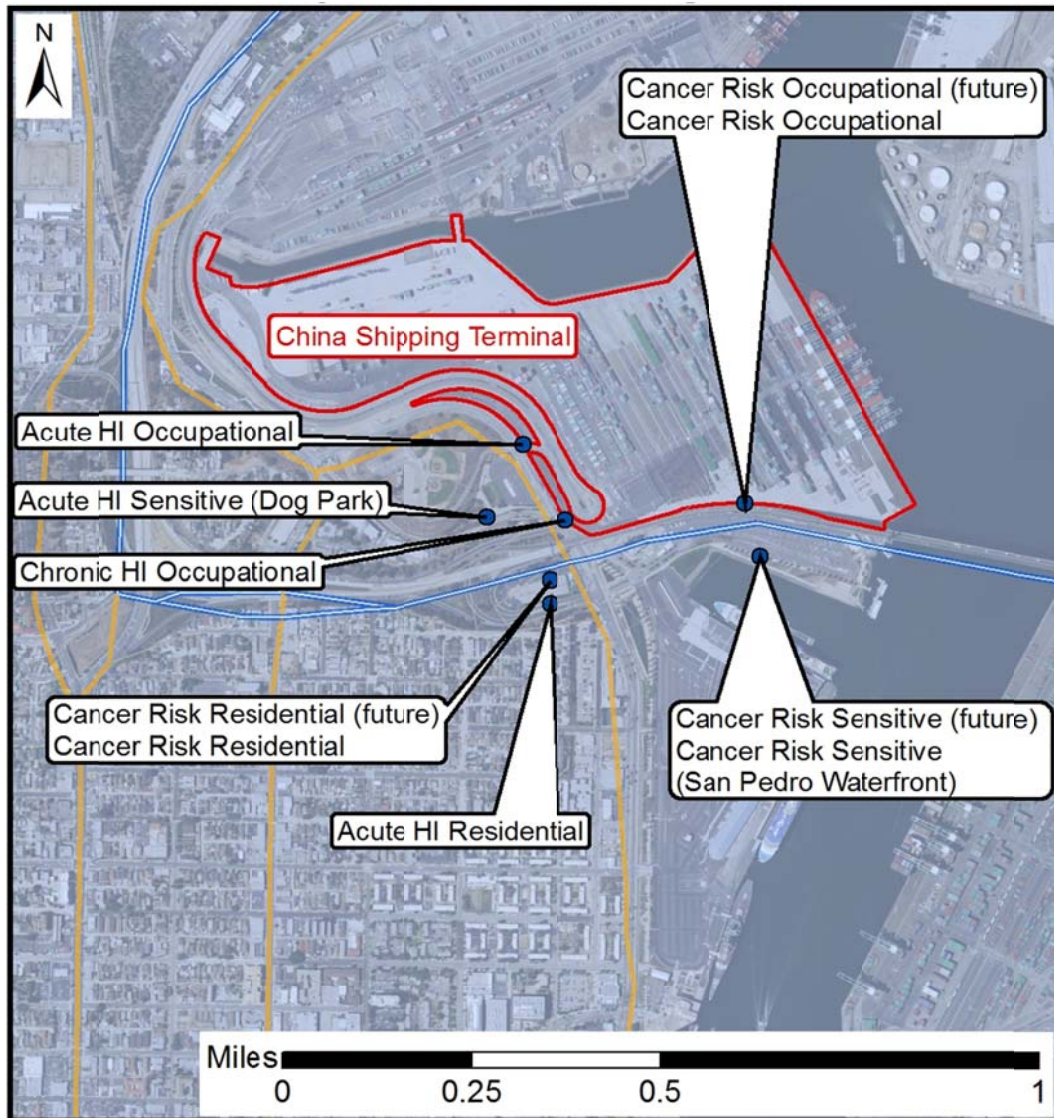 N
Cancer Risk Occupational (future)
Cancer Risk Occupational
China Shipping Terminal
Acute HI Occupational
Acute HI Sensitive (Dog Park)
Chronic HI Occupational
Cancer Risk Residential (future)
Cancer Risk Residential
Cancer Risk Sensitive (future)
Cancer Risk Sensitive
(San Pedro Waterfront)
Acute HI Residential
Miles
0 0.25 0.5 1